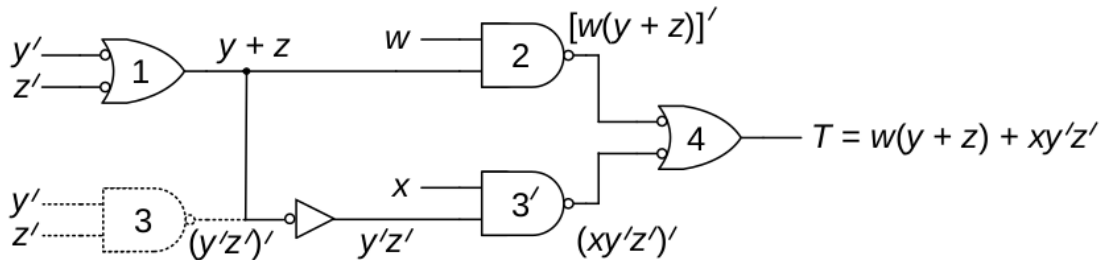 y′
z′
1
y + z
w
2
[w(y + z)]′
4
T = w(y + z) + xy′z′
y′
z′
3
(y′z′)′
y′z′
x
3′
(xy′z′)′